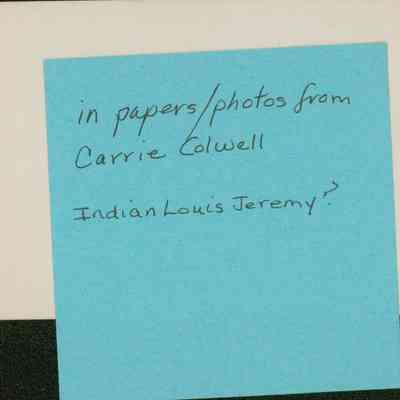 in papers/photos from
Carrie Colwell
Indian Louis Jeremy?